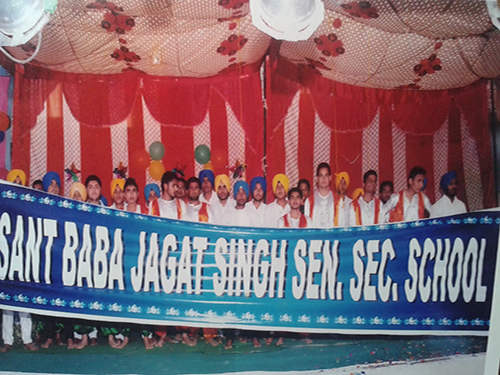 SANT BABA JAGAT SINGH SEN. SEC. SCHOOL